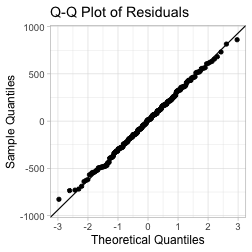 Q-Q Plot of Residuals
1000
500
0
-500
-1000
Sample Quantiles
-3 -2 -1 0 1 2 3
Theoretical Quantiles